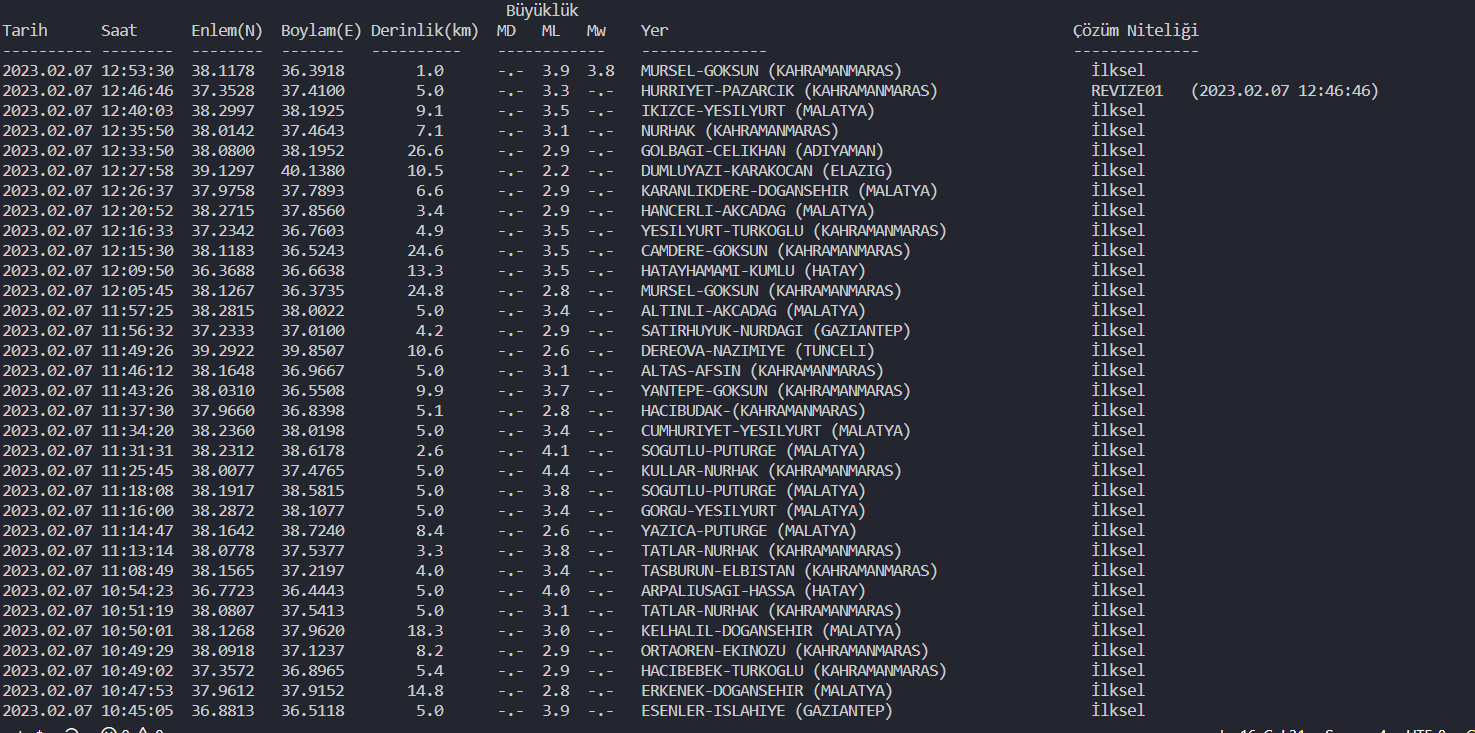 Büyüklük
Tarih Saat Enlem(N) Boylam(E) Derinlik(km) MD ML Mw Yer Çözüm Niteliği
---------- -------- -------- ------- ---------- ------------ -------------- --------------
2023.02.07 12:53:30 38.1178 36.3918 1.0 -.- 3.9 3.8 MURSEL-GOKSUN (KAHRAMANMARAS) İlksel
2023.02.07 12:46:46 37.3528 37.4100 5.0 -.- 3.3 -.- HURRIYET-PAZARCIK (KAHRAMANMARAS) REVIZE01 (2023.02.07 12:46:46)
2023.02.07 12:40:03 38.2997 38.1925 9.1 -.- 3.5 -.- IKIZCE-YESILYURT (MALATYA) İlksel
2023.02.07 12:35:50 38.0142 37.4643 7.1 -.- 3.1 -.- NURHAK (KAHRAMANMARAS) İlksel
2023.02.07 12:33:50 38.0800 38.1952 26.6 -.- 2.9 -.- GOLBAGI-CELIKHAN (ADIYAMAN) İlksel
2023.02.07 12:27:58 39.1297 40.1380 10.5 -.- 2.2 -.- DUMLUYAZI-KARAKOCAN (ELAZIG) İlksel
2023.02.07 12:26:37 37.9758 37.7893 6.6 -.- 2.9 -.- KARANLIKDERE-DOGANSEHIR (MALATYA) İlksel
2023.02.07 12:20:52 38.2715 37.8560 3.4 -.- 2.9 -.- HANCERLI-AKCADAG (MALATYA) İlksel
2023.02.07 12:16:33 37.2342 36.7603 4.9 -.- 3.5 -.- YESILYURT-TURKOGLU (KAHRAMANMARAS) İlksel
2023.02.07 12:15:30 38.1183 36.5243 24.6 -.- 3.5 -.- CAMDERE-GOKSUN (KAHRAMANMARAS) İlksel
2023.02.07 12:09:50 36.3688 36.6638 13.3 -.- 3.5 -.- HATAYHAMAMI-KUMLU (HATAY) İlksel
2023.02.07 12:05:45 38.1267 36.3735 24.8 -.- 2.8 -.- MURSEL-GOKSUN (KAHRAMANMARAS) İlksel
2023.02.07 11:57:25 38.2815 38.0022 5.0 -.- 3.4 -.- ALTINLI-AKCADAG (MALATYA) İlksel
2023.02.07 11:56:32 37.2333 37.0100 4.2 -.- 2.9 -.- SATIRHUYUK-NURDAGI (GAZIANTEP) İlksel
2023.02.07 11:49:26 39.2922 39.8507 10.6 -.- 2.6 -.- DEREOVA-NAZIMIYE (TUNCELI) İlksel
2023.02.07 11:46:12 38.1648 36.9667 5.0 -.- 3.1 -.- ALTAS-AFSIN (KAHRAMANMARAS) İlksel
2023.02.07 11:43:26 38.0310 36.5508 9.9 -.- 3.7 -.- YANTEPE-GOKSUN (KAHRAMANMARAS) İlksel
2023.02.07 11:37:30 37.9660 36.8398 5.1 -.- 2.8 -.- HACIBUDAK-(KAHRAMANMARAS) İlksel
2023.02.07 11:34:20 38.2360 38.0198 5.0 -.- 3.4 -.- CUMHURIYET-YESILYURT (MALATYA) İlksel
2023.02.07 11:31:31 38.2312 38.6178 2.6 -.- 4.1 -.- SOGUTLU-PUTURGE (MALATYA) İlksel
2023.02.07 11:25:45 38.0077 37.4765 5.0 -.- 4.4 -.- KULLAR-NURHAK (KAHRAMANMARAS) İlksel
2023.02.07 11:18:08 38.1917 38.5815 5.0 -.- 3.8 -.- SOGUTLU-PUTURGE (MALATYA) İlksel
2023.02.07 11:16:00 38.2872 38.1077 5.0 -.- 3.4 -.- GORGU-YESILYURT (MALATYA) İlksel
2023.02.07 11:14:47 38.1642 38.7240 8.4 -.- 2.6 -.- YAZICA-PUTURGE (MALATYA) İlksel
2023.02.07 11:13:14 38.0778 37.5377 3.3 -.- 3.8 -.- TATLAR-NURHAK (KAHRAMANMARAS) İlksel
2023.02.07 11:08:49 38.1565 37.2197 4.0 -.- 3.4 -.- TASBURUN-ELBISTAN (KAHRAMANMARAS) İlksel
2023.02.07 10:54:23 36.7723 36.4443 5.0 -.- 4.0 -.- ARPALIUSAGI-HASSA (HATAY) İlksel
2023.02.07 10:51:19 38.0807 37.5413 5.0 -.- 3.1 -.- TATLAR-NURHAK (KAHRAMANMARAS) İlksel
2023.02.07 10:50:01 38.1268 37.9620 18.3 -.- 3.0 -.- KELHALIL-DOGANSEHIR (MALATYA) İlksel
2023.02.07 10:49:29 38.0918 37.1237 8.2 -.- 2.9 -.- ORTAOREN-EKINOZU (KAHRAMANMARAS) İlksel
2023.02.07 10:49:02 37.3572 36.8965 5.4 -.- 2.9 -.- HACIBEBEK-TURKOGLU (KAHRAMANMARAS) İlksel
2023.02.07 10:47:53 37.9612 37.9152 14.8 -.- 2.8 -.- ERKENEK-DOGANSEHIR (MALATYA) İlksel
2023.02.07 10:45:05 36.8813 36.5118 5.0 -.- 3.9 -.- ESENLER-ISLAHIYE (GAZIANTEP) İlksel